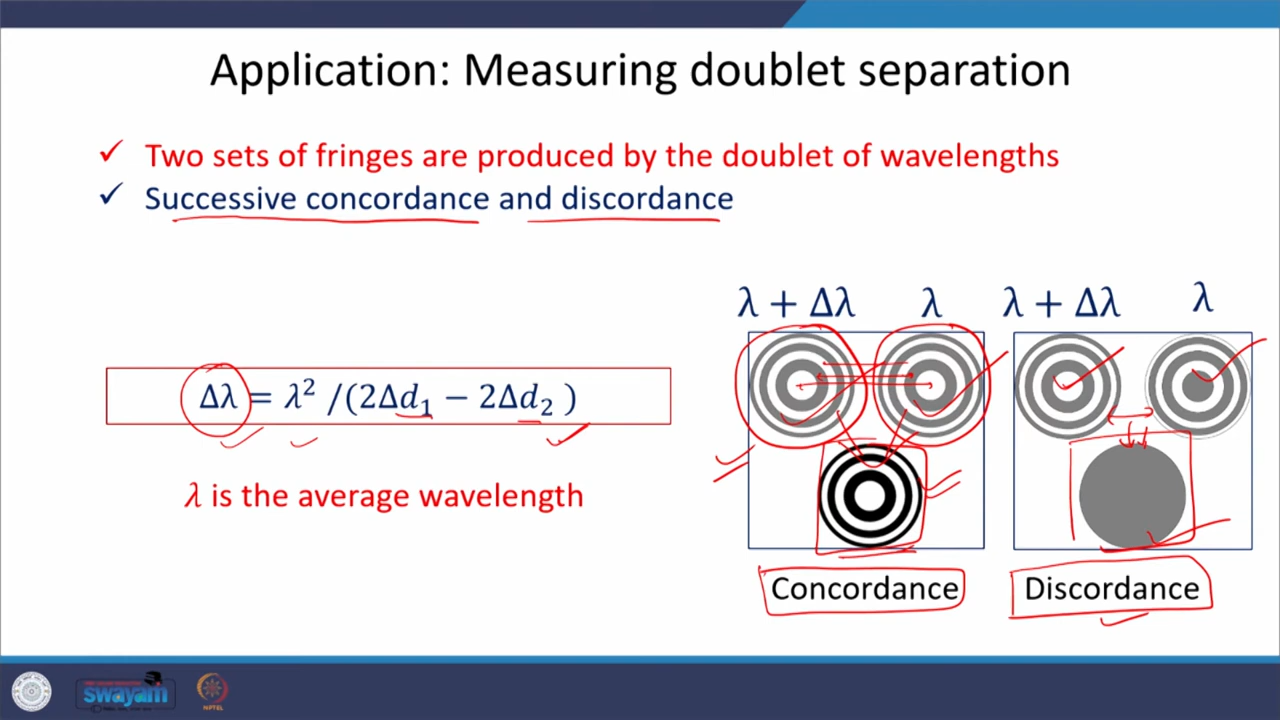 Application: Measuring doublet separation
✓ Two sets of fringes are produced by the doublet of wavelengths
✓ Successive concordance and discordance
λ + Δλ λ λ + Δλ λ
Δλ = λ² /(2Δd₁ − 2Δd₂ )
λ is the average wavelength
Concordance Discordance
swayam
NPTEL